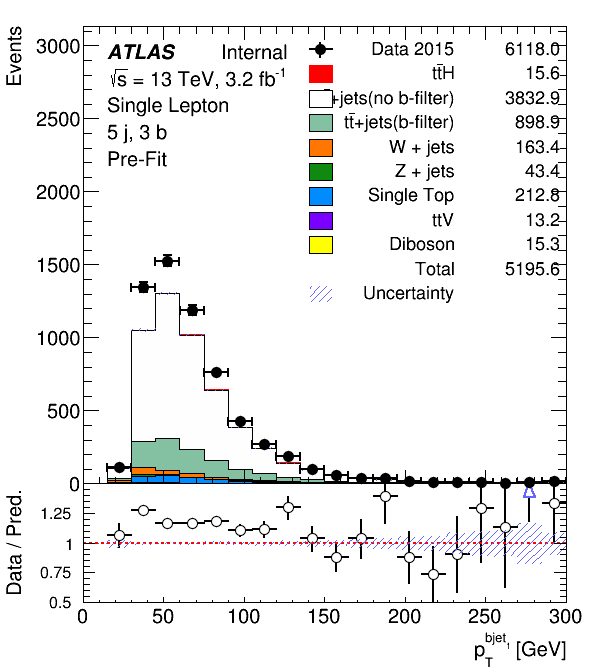 Events
3000
2500
2000
1500
1000
500
0
ATLAS Internal
√s = 13 TeV, 3.2 fb⁻¹
Single Lepton
5 j, 3 b
Pre-Fit
Data 2015 6118.0
tt̄H 15.6
+jets(no b-filter) 3832.9
tt̄+jets(b-filter) 898.9
W + jets 163.4
Z + jets 43.4
Single Top 212.8
ttV 13.2
Diboson 15.3
Total 5195.6
Uncertainty
Data / Pred.
1.25
1
0.75
0.5
0 50 100 150 200 250 300
p_T^bjet, [GeV]